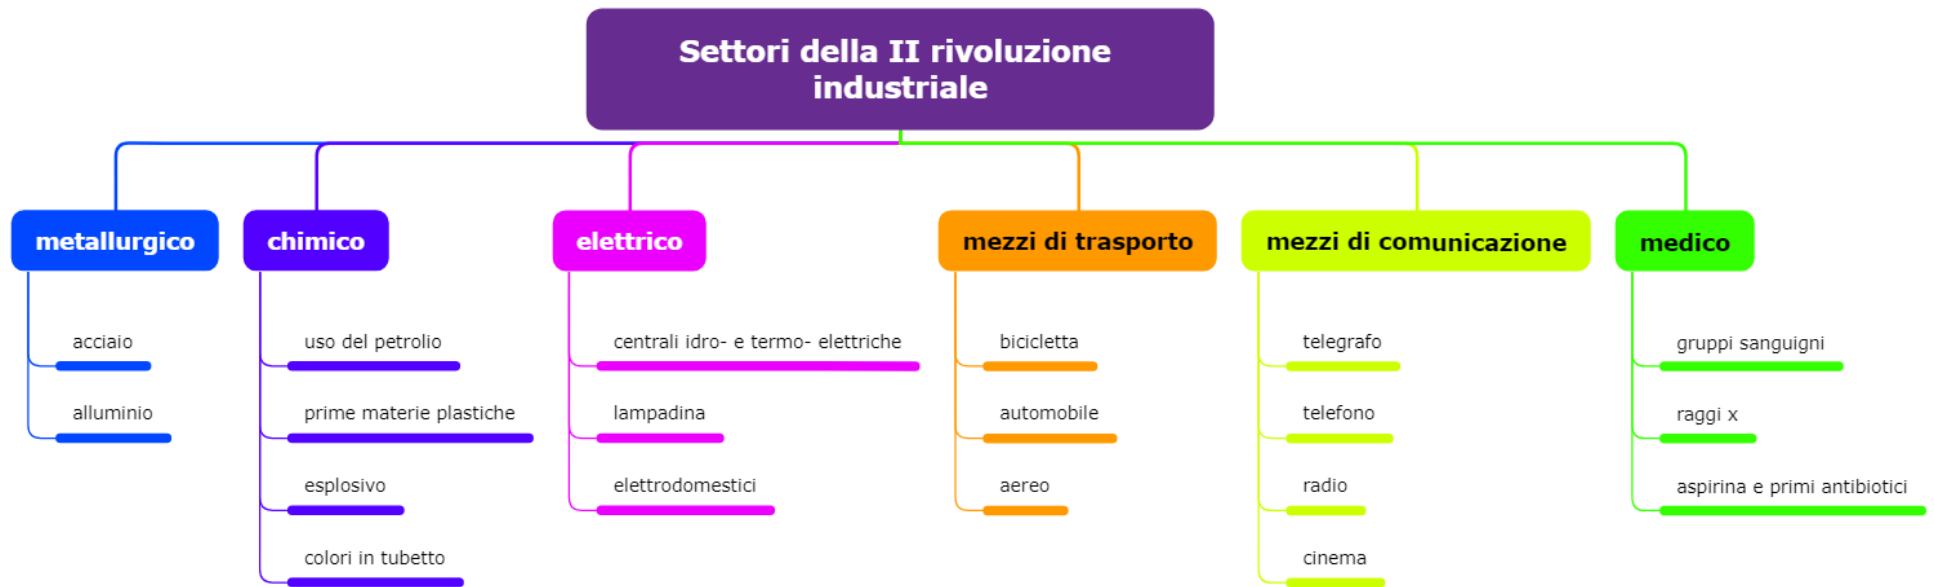 Settori della II rivoluzione
industriale
metallurgico
acciaio
alluminio
chimico
uso del petrolio
prime materie plastiche
esplosivo
colori in tubetto
elettrico
centrali idro- e termo- elettriche
lampadina
elettrodomestici
mezzi di trasporto
bicicletta
automobile
aereo
mezzi di comunicazione
telegrafo
telefono
radio
cinema
medico
gruppi sanguigni
raggi x
aspirina e primi antibiotici